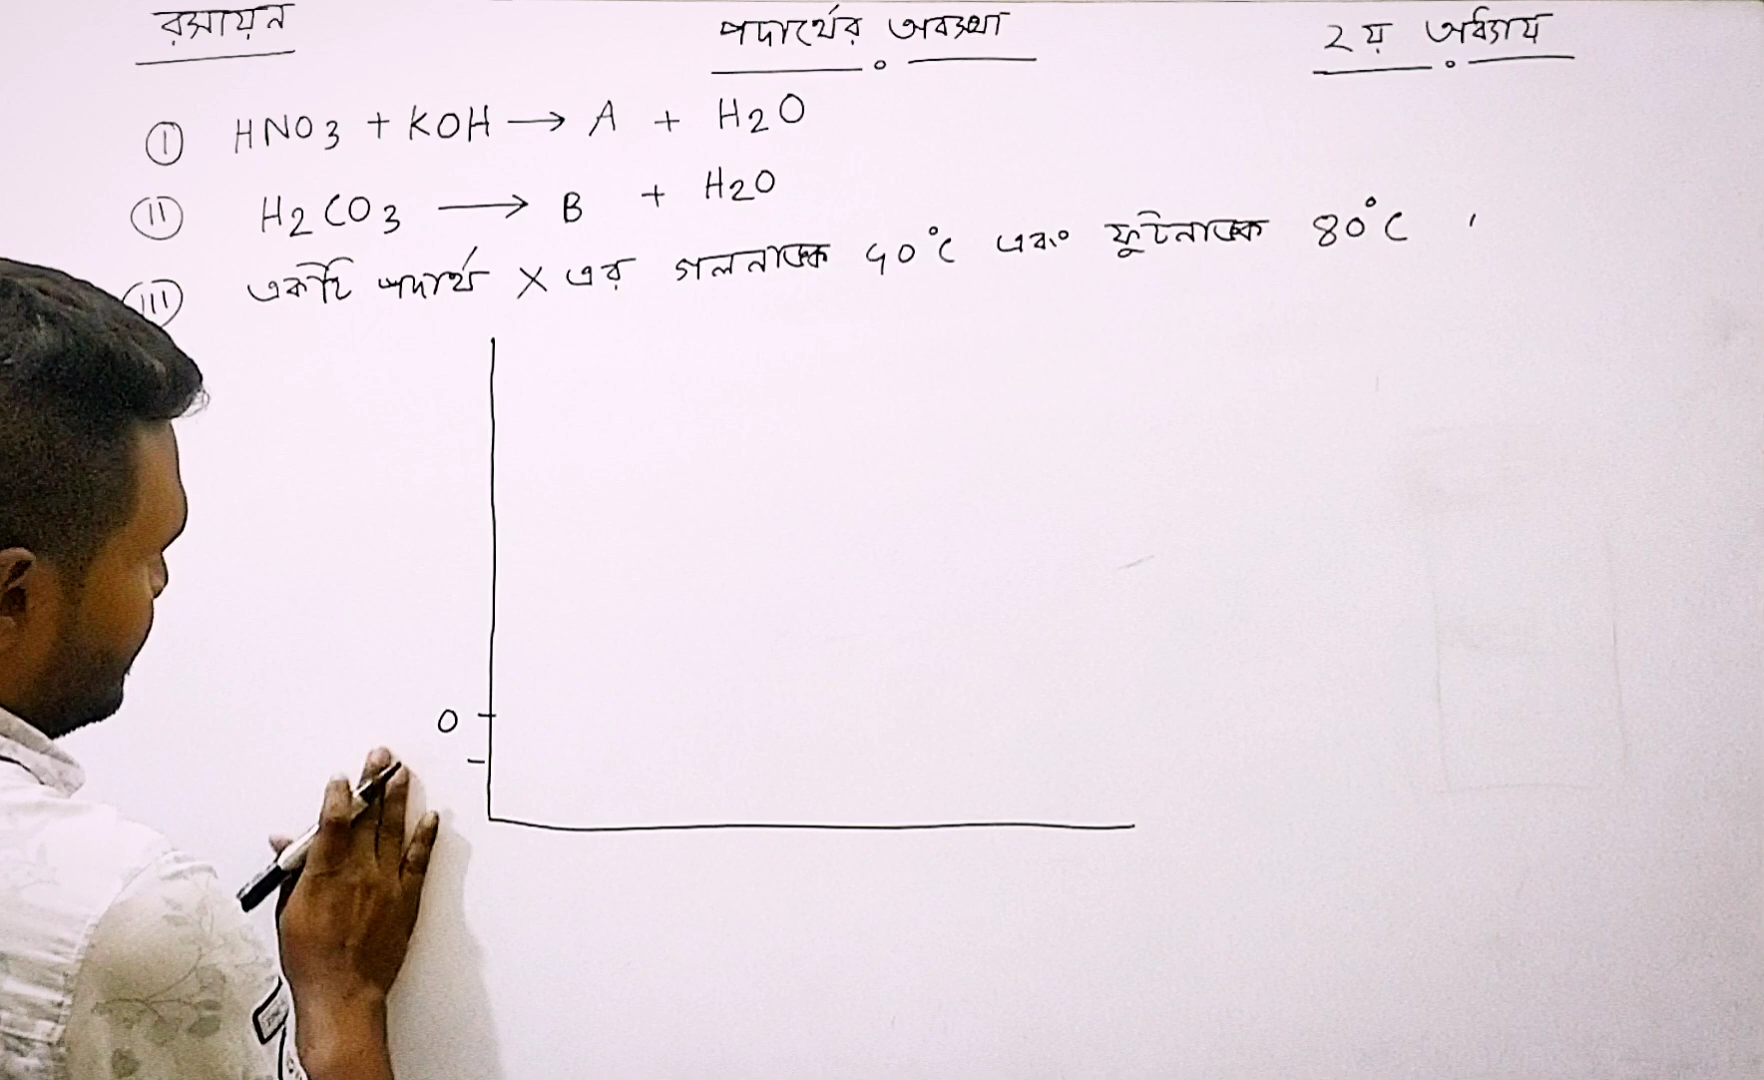 রসায়ন পদার্থের অবস্থা ২য় অধ্যায়
(i) HNO3 + KOH → A + H2O
(ii) H2CO3 → B + H2O
(iii) একটি পদার্থ X এর গলনাঙ্ক 50°C এবং ফুটনাঙ্ক 80°C ।
0
-